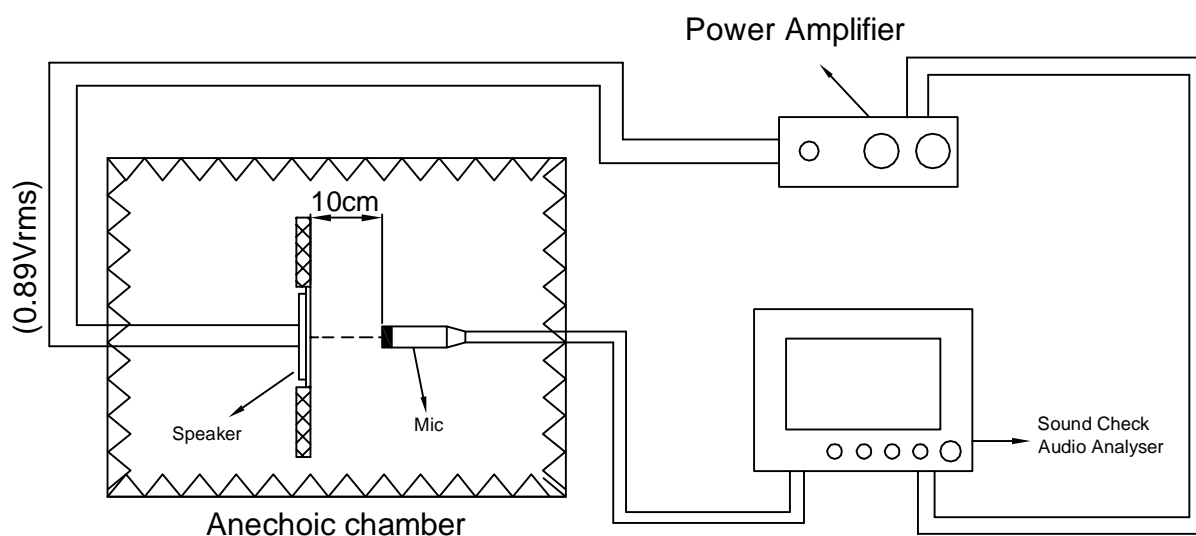 Power Amplifier
(0.89Vrms)
10cm
Speaker
Mic
Sound Check
Audio Analyser
Anechoic chamber